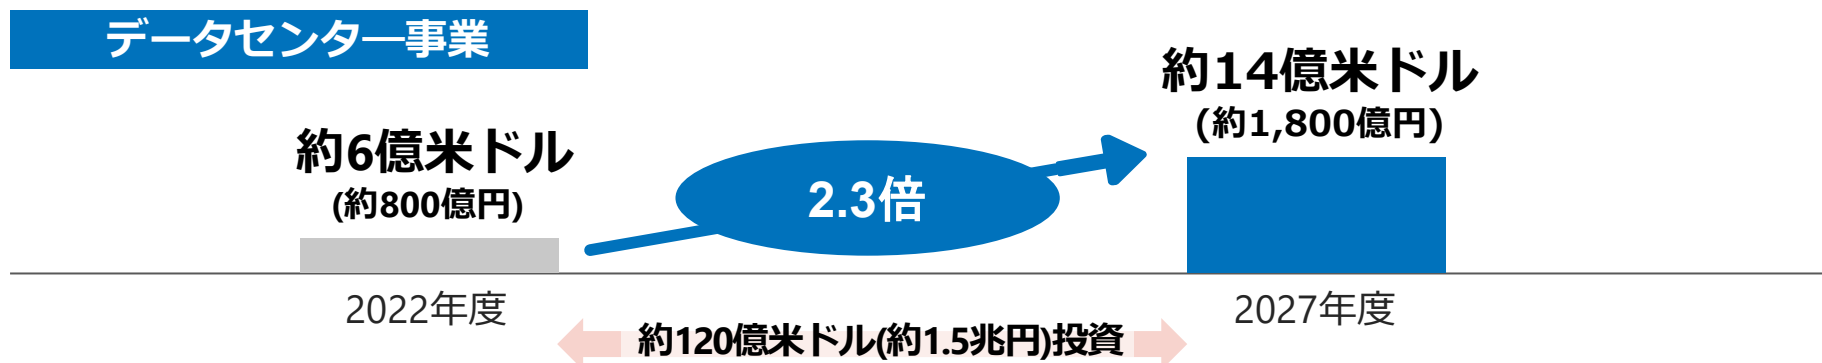 データセンター事業
約14億米ドル
(約1,800億円)
約6億米ドル
(約800億円)
2.3倍
2022年度
2027年度
約120億米ドル(約1.5兆円)投資